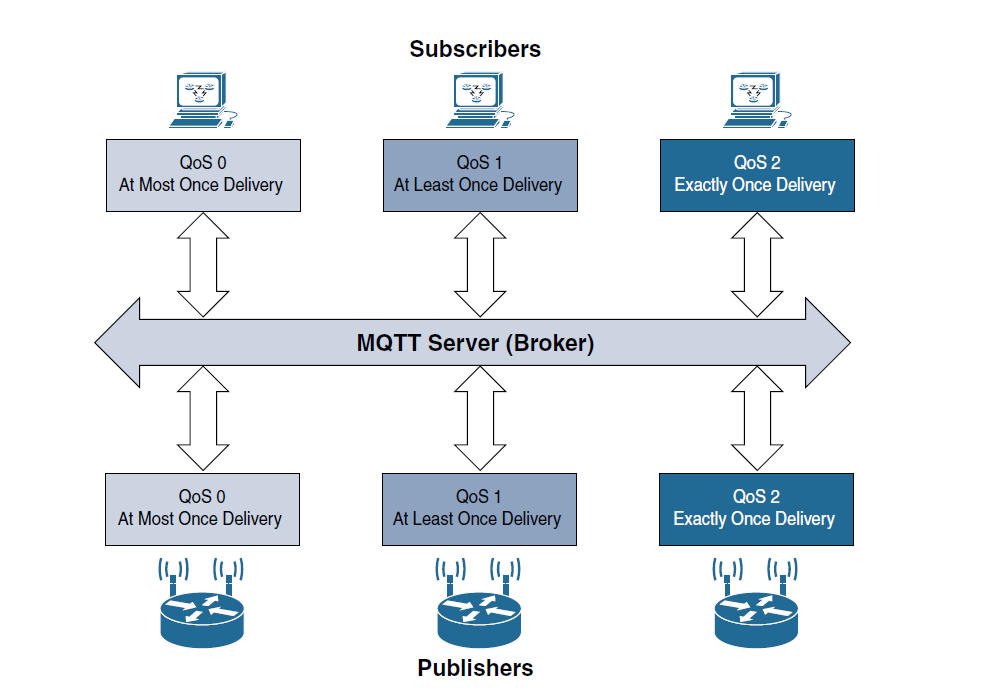 Subscribers
QoS 0
At Most Once Delivery
QoS 1
At Least Once Delivery
QoS 2
Exactly Once Delivery
MQTT Server (Broker)
QoS 0
At Most Once Delivery
QoS 1
At Least Once Delivery
QoS 2
Exactly Once Delivery
Publishers